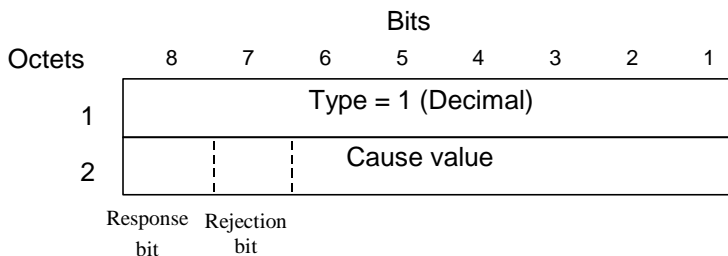 Bits
Octets 8 7 6 5 4 3 2 1
1 Type = 1 (Decimal)
2 Cause value
Response Rejection
bit bit